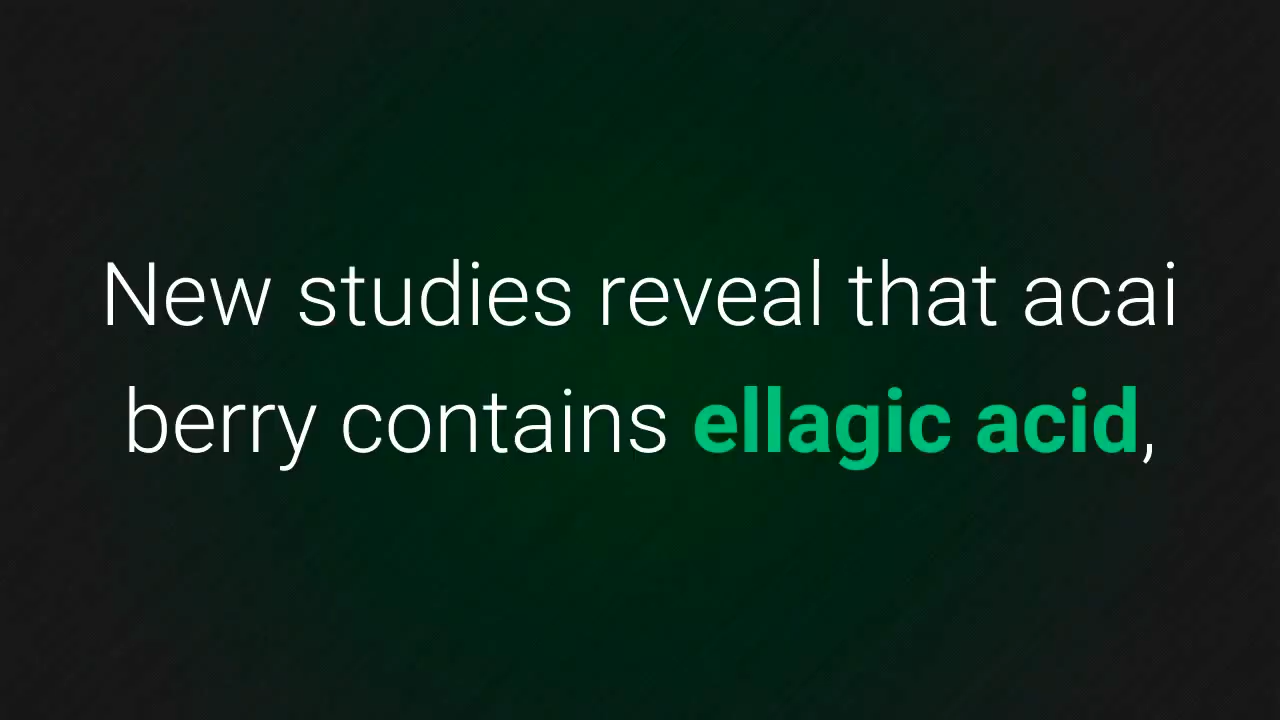 New studies reveal that acai
berry contains ellagic acid,